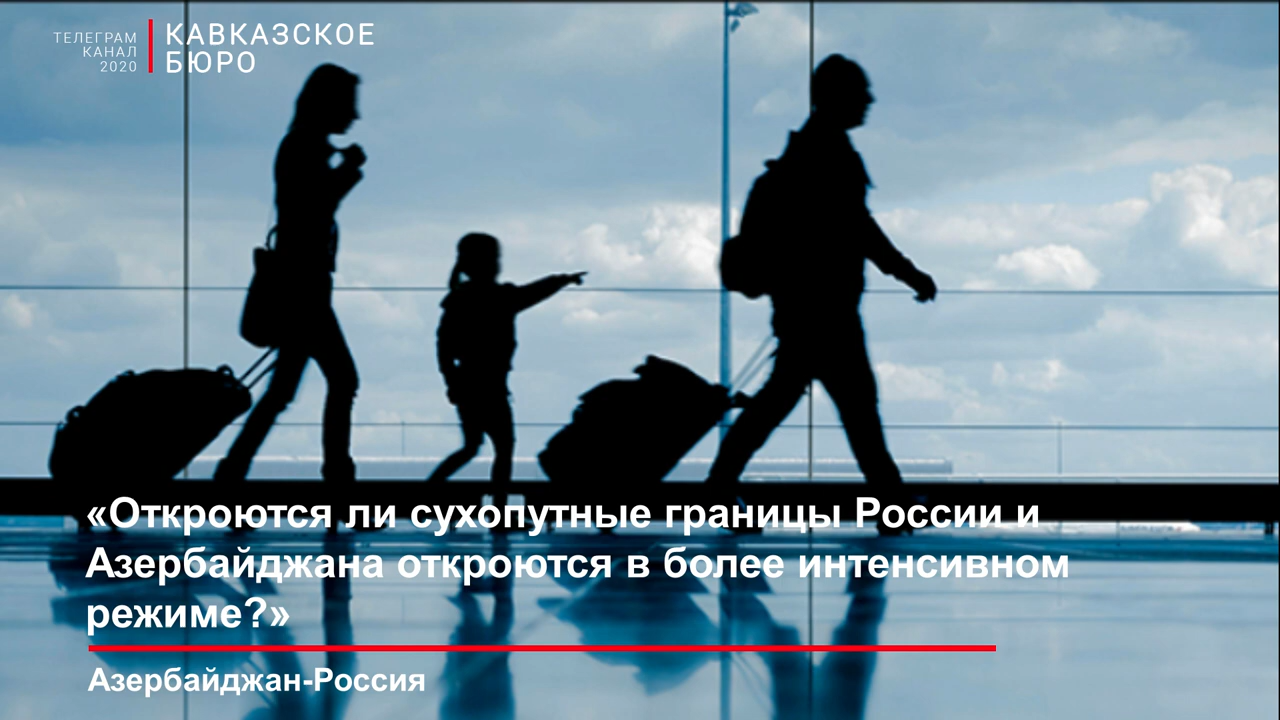 ТЕЛЕГРАМ
КАНАЛ
2020
КАВКАЗСКОЕ
БЮРО
«Откроются ли сухопутные границы России и
Азербайджана откроются в более интенсивном
режиме?»
Азербайджан-Россия